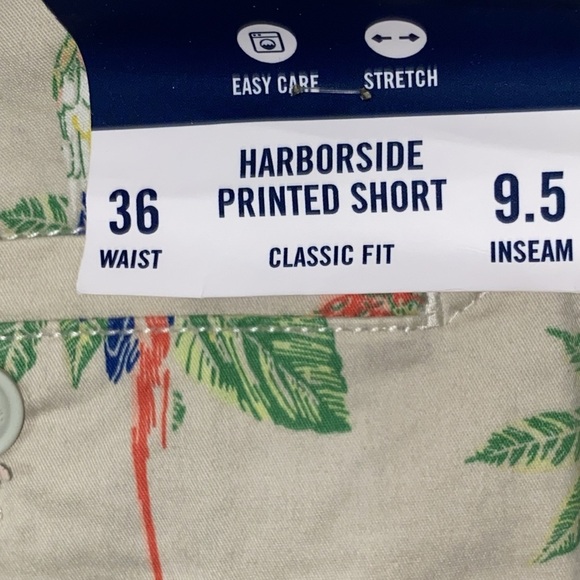 EASY CARE STRETCH
HARBORSIDE
PRINTED SHORT
36 9.5
WAIST CLASSIC FIT INSEAM